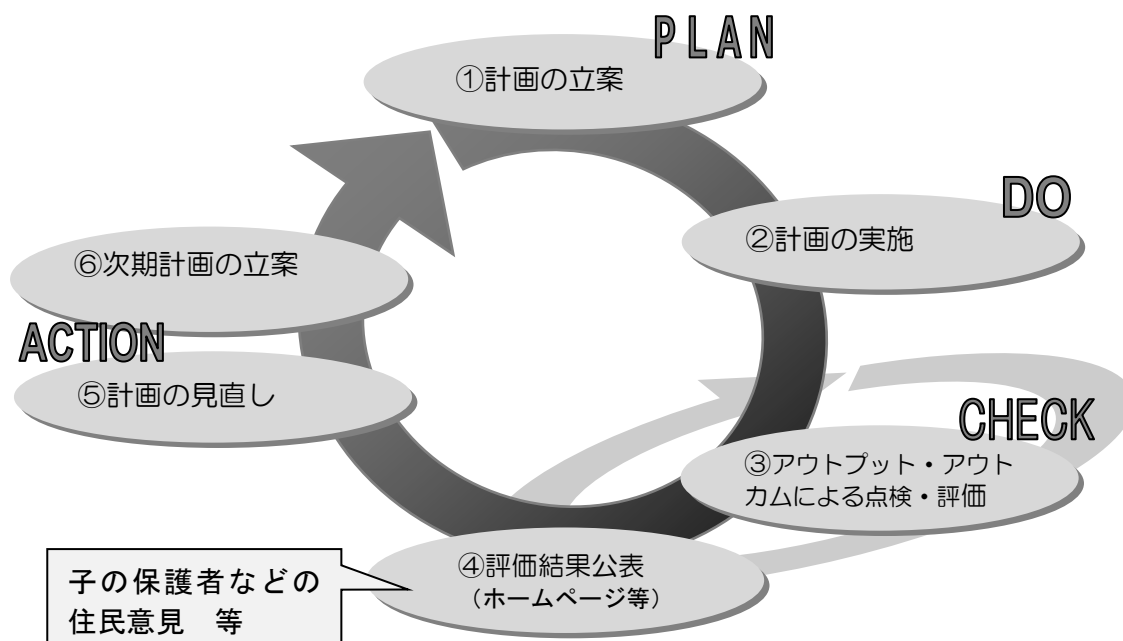 PLAN
①計画の立案
DO
②計画の実施
CHECK
③アウトプット・アウト
カムによる点検・評価
④評価結果公表
（ホームページ等）
子の保護者などの
住民意見　等
ACTION
⑤計画の見直し
⑥次期計画の立案